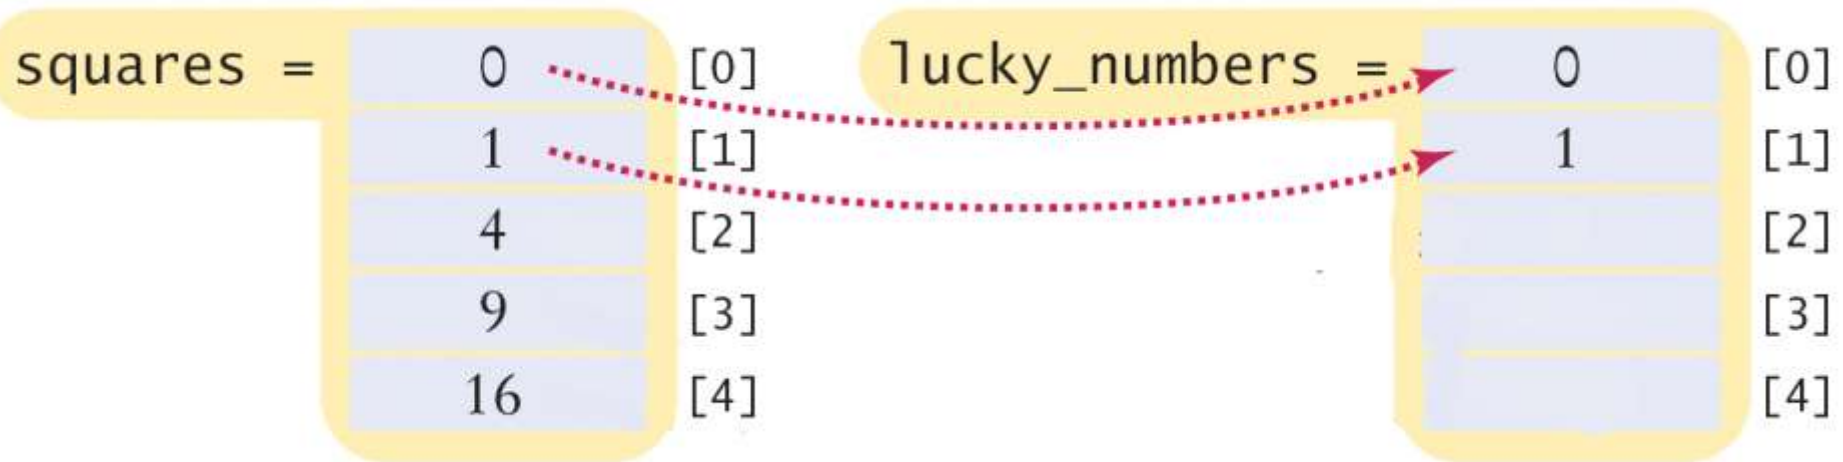 squares = 0 [0] lucky_numbers = 0 [0]
1 [1] 1 [1]
4 [2] [2]
9 [3] [3]
16 [4] [4]